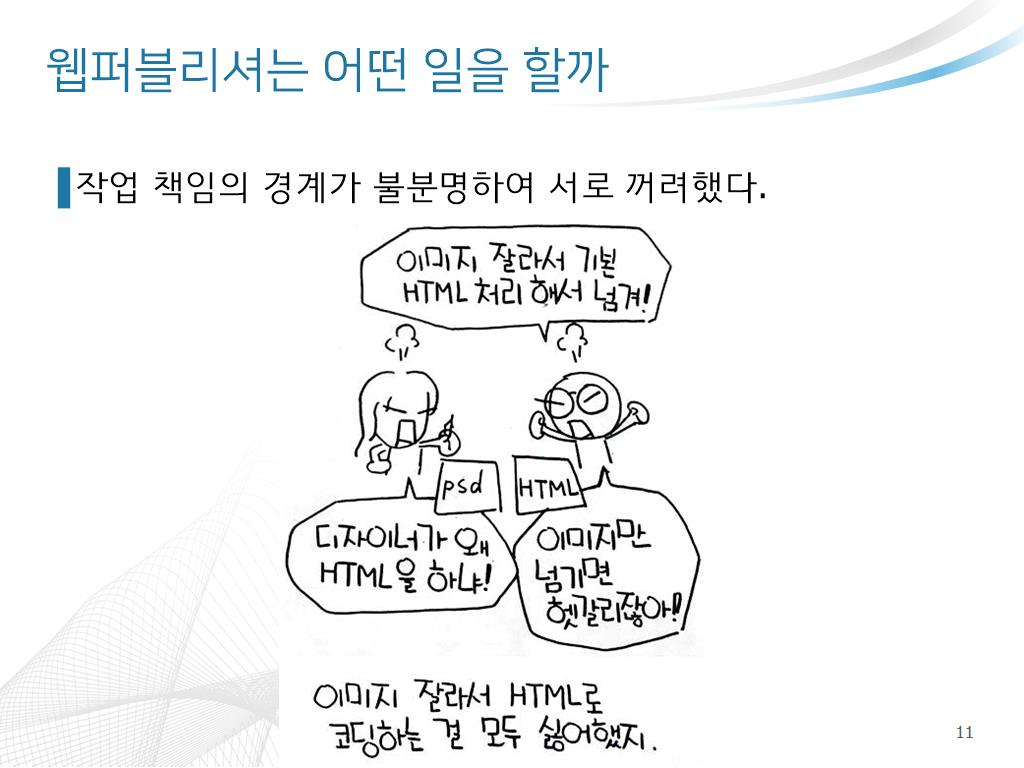 웹퍼블리셔는 어떤 일을 할까
작업 책임의 경계가 불분명하여 서로 꺼려했다.
이미지 잘라서 기본
HTML 처리 해서 넘겨!
psd
HTML
디자이너가 왜
HTML을 하냐!
이미지만
넘기면
헷갈리잖아!
이미지 잘라서 HTML로
코딩하는 걸 모두 싫어했지.
11